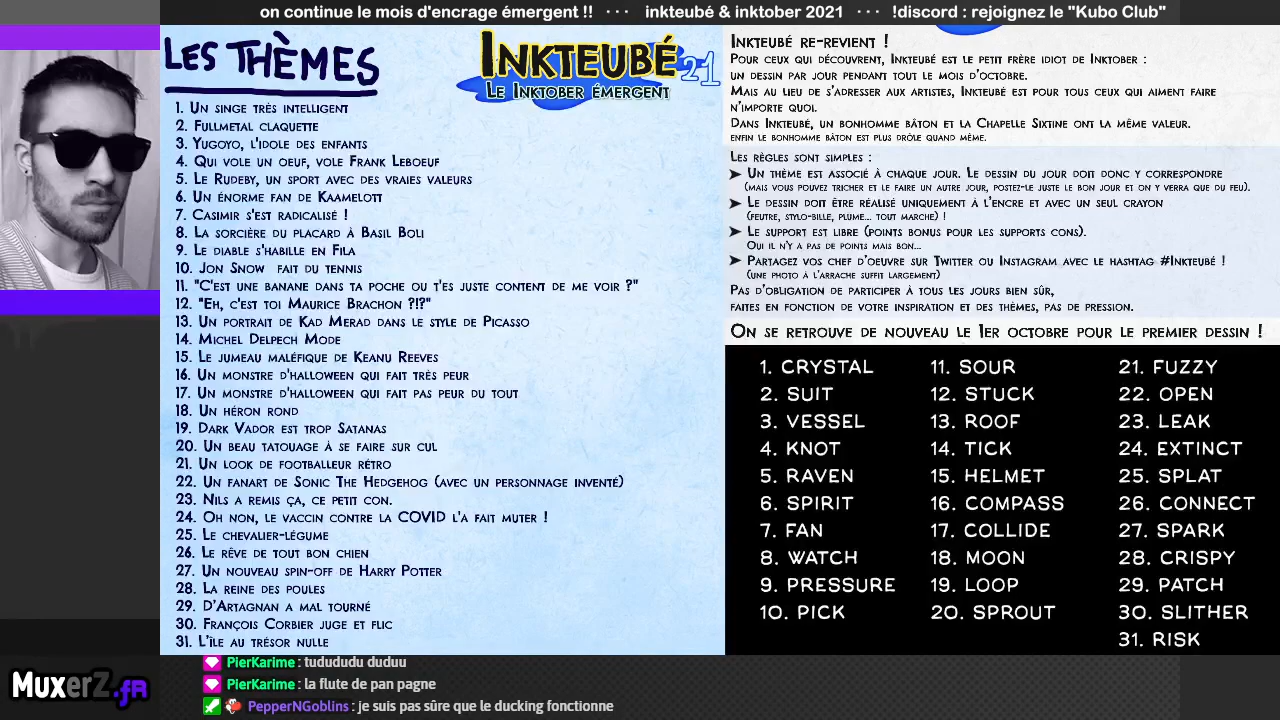 on continue le mois d'encrage émergent !! ··· inkteubé & inktober 2021 ··· !discord : rejoignez le "Kubo Club"
Les Thèmes
Inkteubé 21
Le Inktober émergent
1. Un singe très intelligent
2. Fullmetal claquette
3. Yugoyo, l'idole des enfants
4. Qui vole un oeuf, vole Frank Leboeuf
5. Le Rudeby, un sport avec des vraies valeurs
6. Un énorme fan de Kaamelott
7. Casimir s'est radicalisé !
8. La sorcière du placard à Basil Boli
9. Le diable s'habille en Fila
10. Jon Snow fait du tennis
11. "C'est une banane dans ta poche ou t'es juste content de me voir ?"
12. "Eh, c'est toi Maurice Brachon ?!?"
13. Un portrait de Kad Merad dans le style de Picasso
14. Michel Delpech Mode
15. Le jumeau maléfique de Keanu Reeves
16. Un monstre d'halloween qui fait très peur
17. Un monstre d'halloween qui fait pas peur du tout
18. Un héron rond
19. Dark Vador est trop Satanas
20. Un beau tatouage à se faire sur cul
21. Un look de footballeur rétro
22. Un fanart de Sonic The Hedgehog (avec un personnage inventé)
23. Nils a remis ça, ce petit con.
24. Oh non, le vaccin contre la COVID l'a fait muter !
25. Le chevalier-légume
26. Le rêve de tout bon chien
27. Un nouveau spin-off de Harry Potter
28. La reine des poules
29. D'Artagnan a mal tourné
30. François Corbier juge et flic
31. L'île au trésor nulle
Inkteubé re-revient !
Pour ceux qui découvrent, Inkteubé est le petit frère idiot de Inktober :
un dessin par jour pendant tout le mois d'octobre.
Mais au lieu de s'adresser aux artistes, Inkteubé est pour tous ceux qui aiment faire
n'importe quoi.
Dans Inkteubé, un bonhomme bâton et la Chapelle Sixtine ont la même valeur.
enfin le bonhomme bâton est plus drôle quand même.
Les règles sont simples :
➤ Un thème est associé à chaque jour. Le dessin du jour doit donc y correspondre
(mais vous pouvez tricher et le faire un autre jour, postez-le juste le bon jour et on y verra que du feu).
➤ Le dessin doit être réalisé uniquement à l'encre et avec un seul crayon
(feutre, stylo-bille, plume... tout marche) !
➤ Le support est libre (points bonus pour les supports cons).
Oui il n'y a pas de points mais bon...
➤ Partagez vos chef d'oeuvre sur Twitter ou Instagram avec le hashtag #Inkteubé !
(une photo à l'arrache suffit largement)
Pas d'obligation de participer à tous les jours bien sûr,
faites en fonction de votre inspiration et des thèmes, pas de pression.
On se retrouve de nouveau le 1er octobre pour le premier dessin !
1. CRYSTAL
2. SUIT
3. VESSEL
4. KNOT
5. RAVEN
6. SPIRIT
7. FAN
8. WATCH
9. PRESSURE
10. PICK
11. SOUR
12. STUCK
13. ROOF
14. TICK
15. HELMET
16. COMPASS
17. COLLIDE
18. MOON
19. LOOP
20. SPROUT
21. FUZZY
22. OPEN
23. LEAK
24. EXTINCT
25. SPLAT
26. CONNECT
27. SPARK
28. CRISPY
29. PATCH
30. SLITHER
31. RISK
MuxerZ.FR
PierKarime : tudududu duduu
PierKarime : la flute de pan pagne
PepperNGoblins : je suis pas sûre que le ducking fonctionne